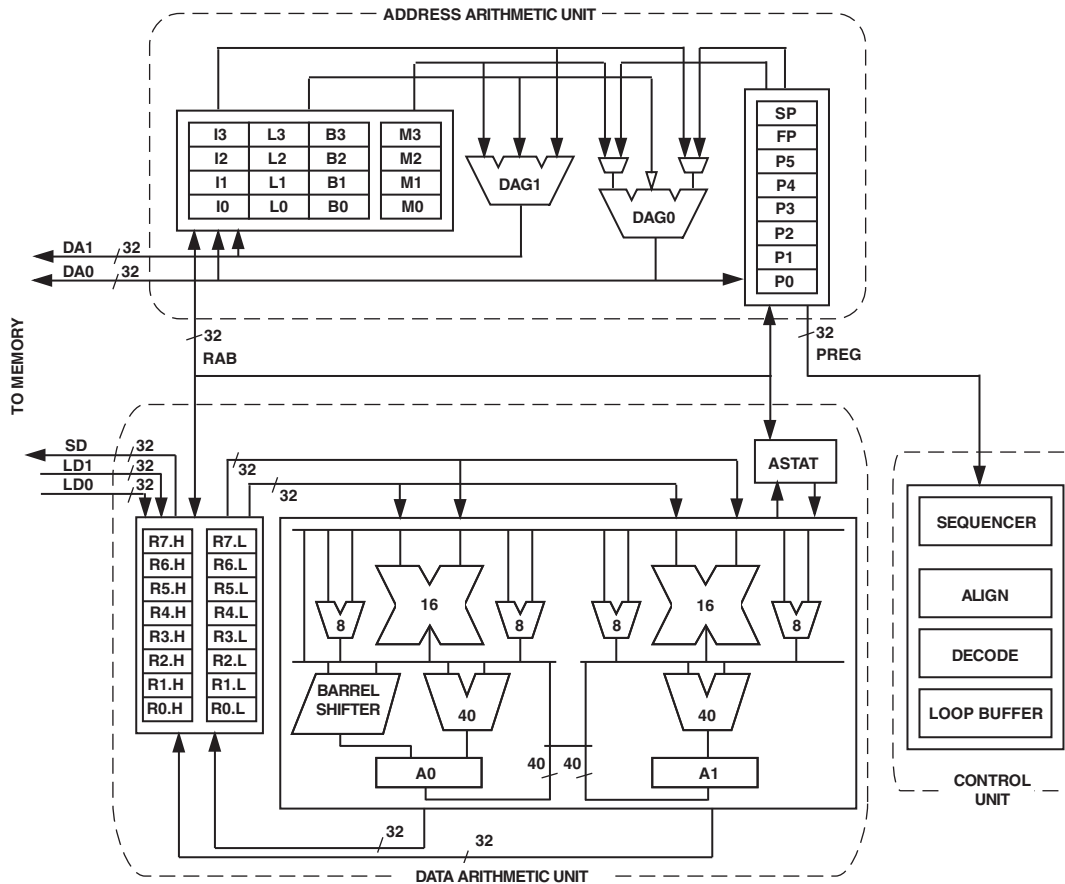 ADDRESS ARITHMETIC UNIT
I3 L3 B3 M3
I2 L2 B2 M2
I1 L1 B1 M1
I0 L0 B0 M0
DAG1
DAG0
SP
FP
P5
P4
P3
P2
P1
P0
DA1 32
DA0 32
TO MEMORY
32
RAB
32
PREG
SD 32
LD1 32
LD0 32
32
32
ASTAT
R7.H R7.L
R6.H R6.L
R5.H R5.L
R4.H R4.L
R3.H R3.L
R2.H R2.L
R1.H R1.L
R0.H R0.L
8
16
8
8
16
8
BARREL
SHIFTER
40
40
A0
40 40
A1
32
32
DATA ARITHMETIC UNIT
SEQUENCER
ALIGN
DECODE
LOOP BUFFER
CONTROL
UNIT